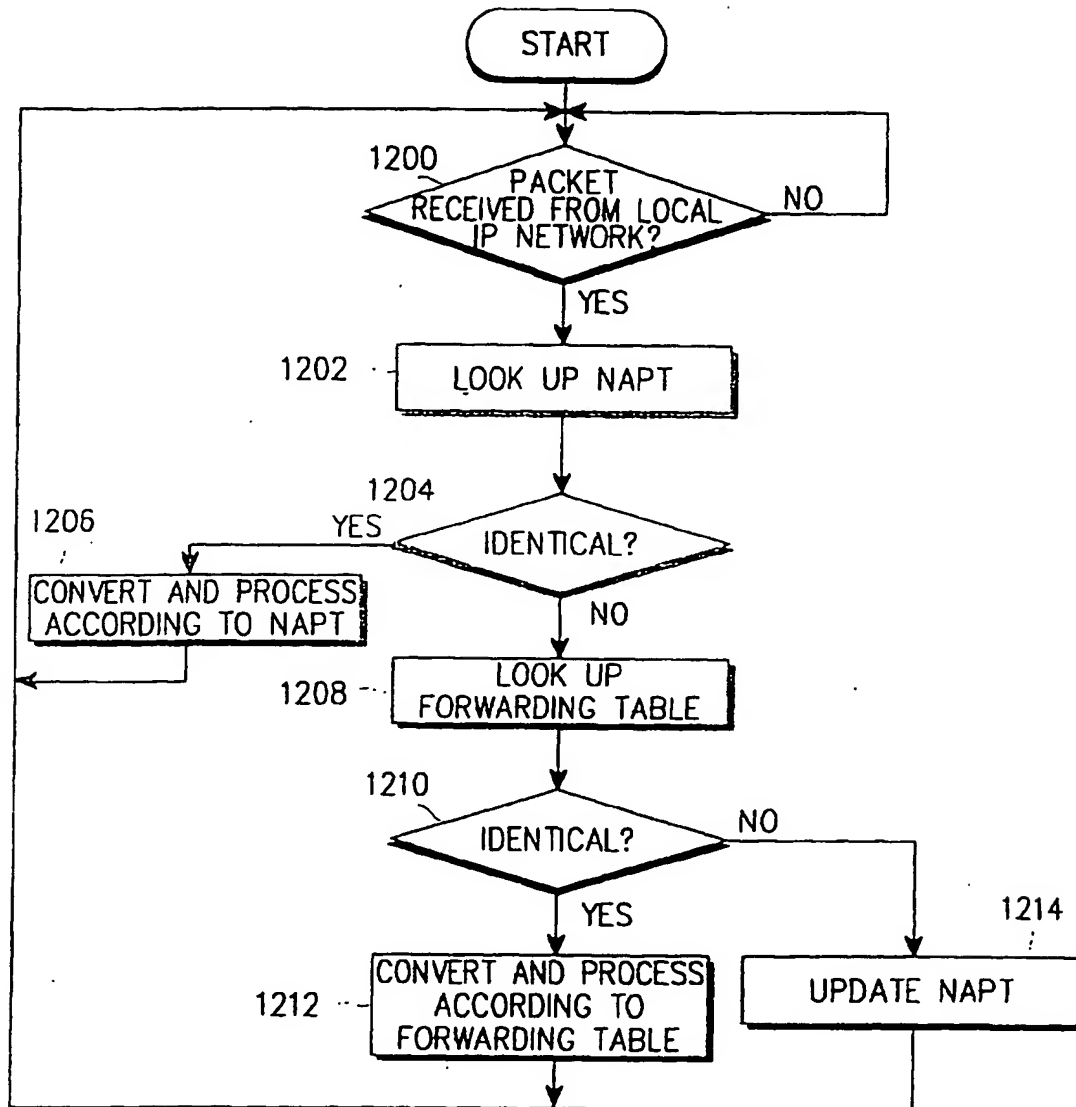 START
1200
PACKET
RECEIVED FROM LOCAL
IP NETWORK?
NO
YES
1202
LOOK UP NAPT
1204
1206
YES
IDENTICAL?
CONVERT AND PROCESS
ACCORDING TO NAPT
NO
1208
LOOK UP
FORWARDING TABLE
1210
IDENTICAL?
NO
YES
1214
1212
CONVERT AND PROCESS
ACCORDING TO
FORWARDING TABLE
UPDATE NAPT